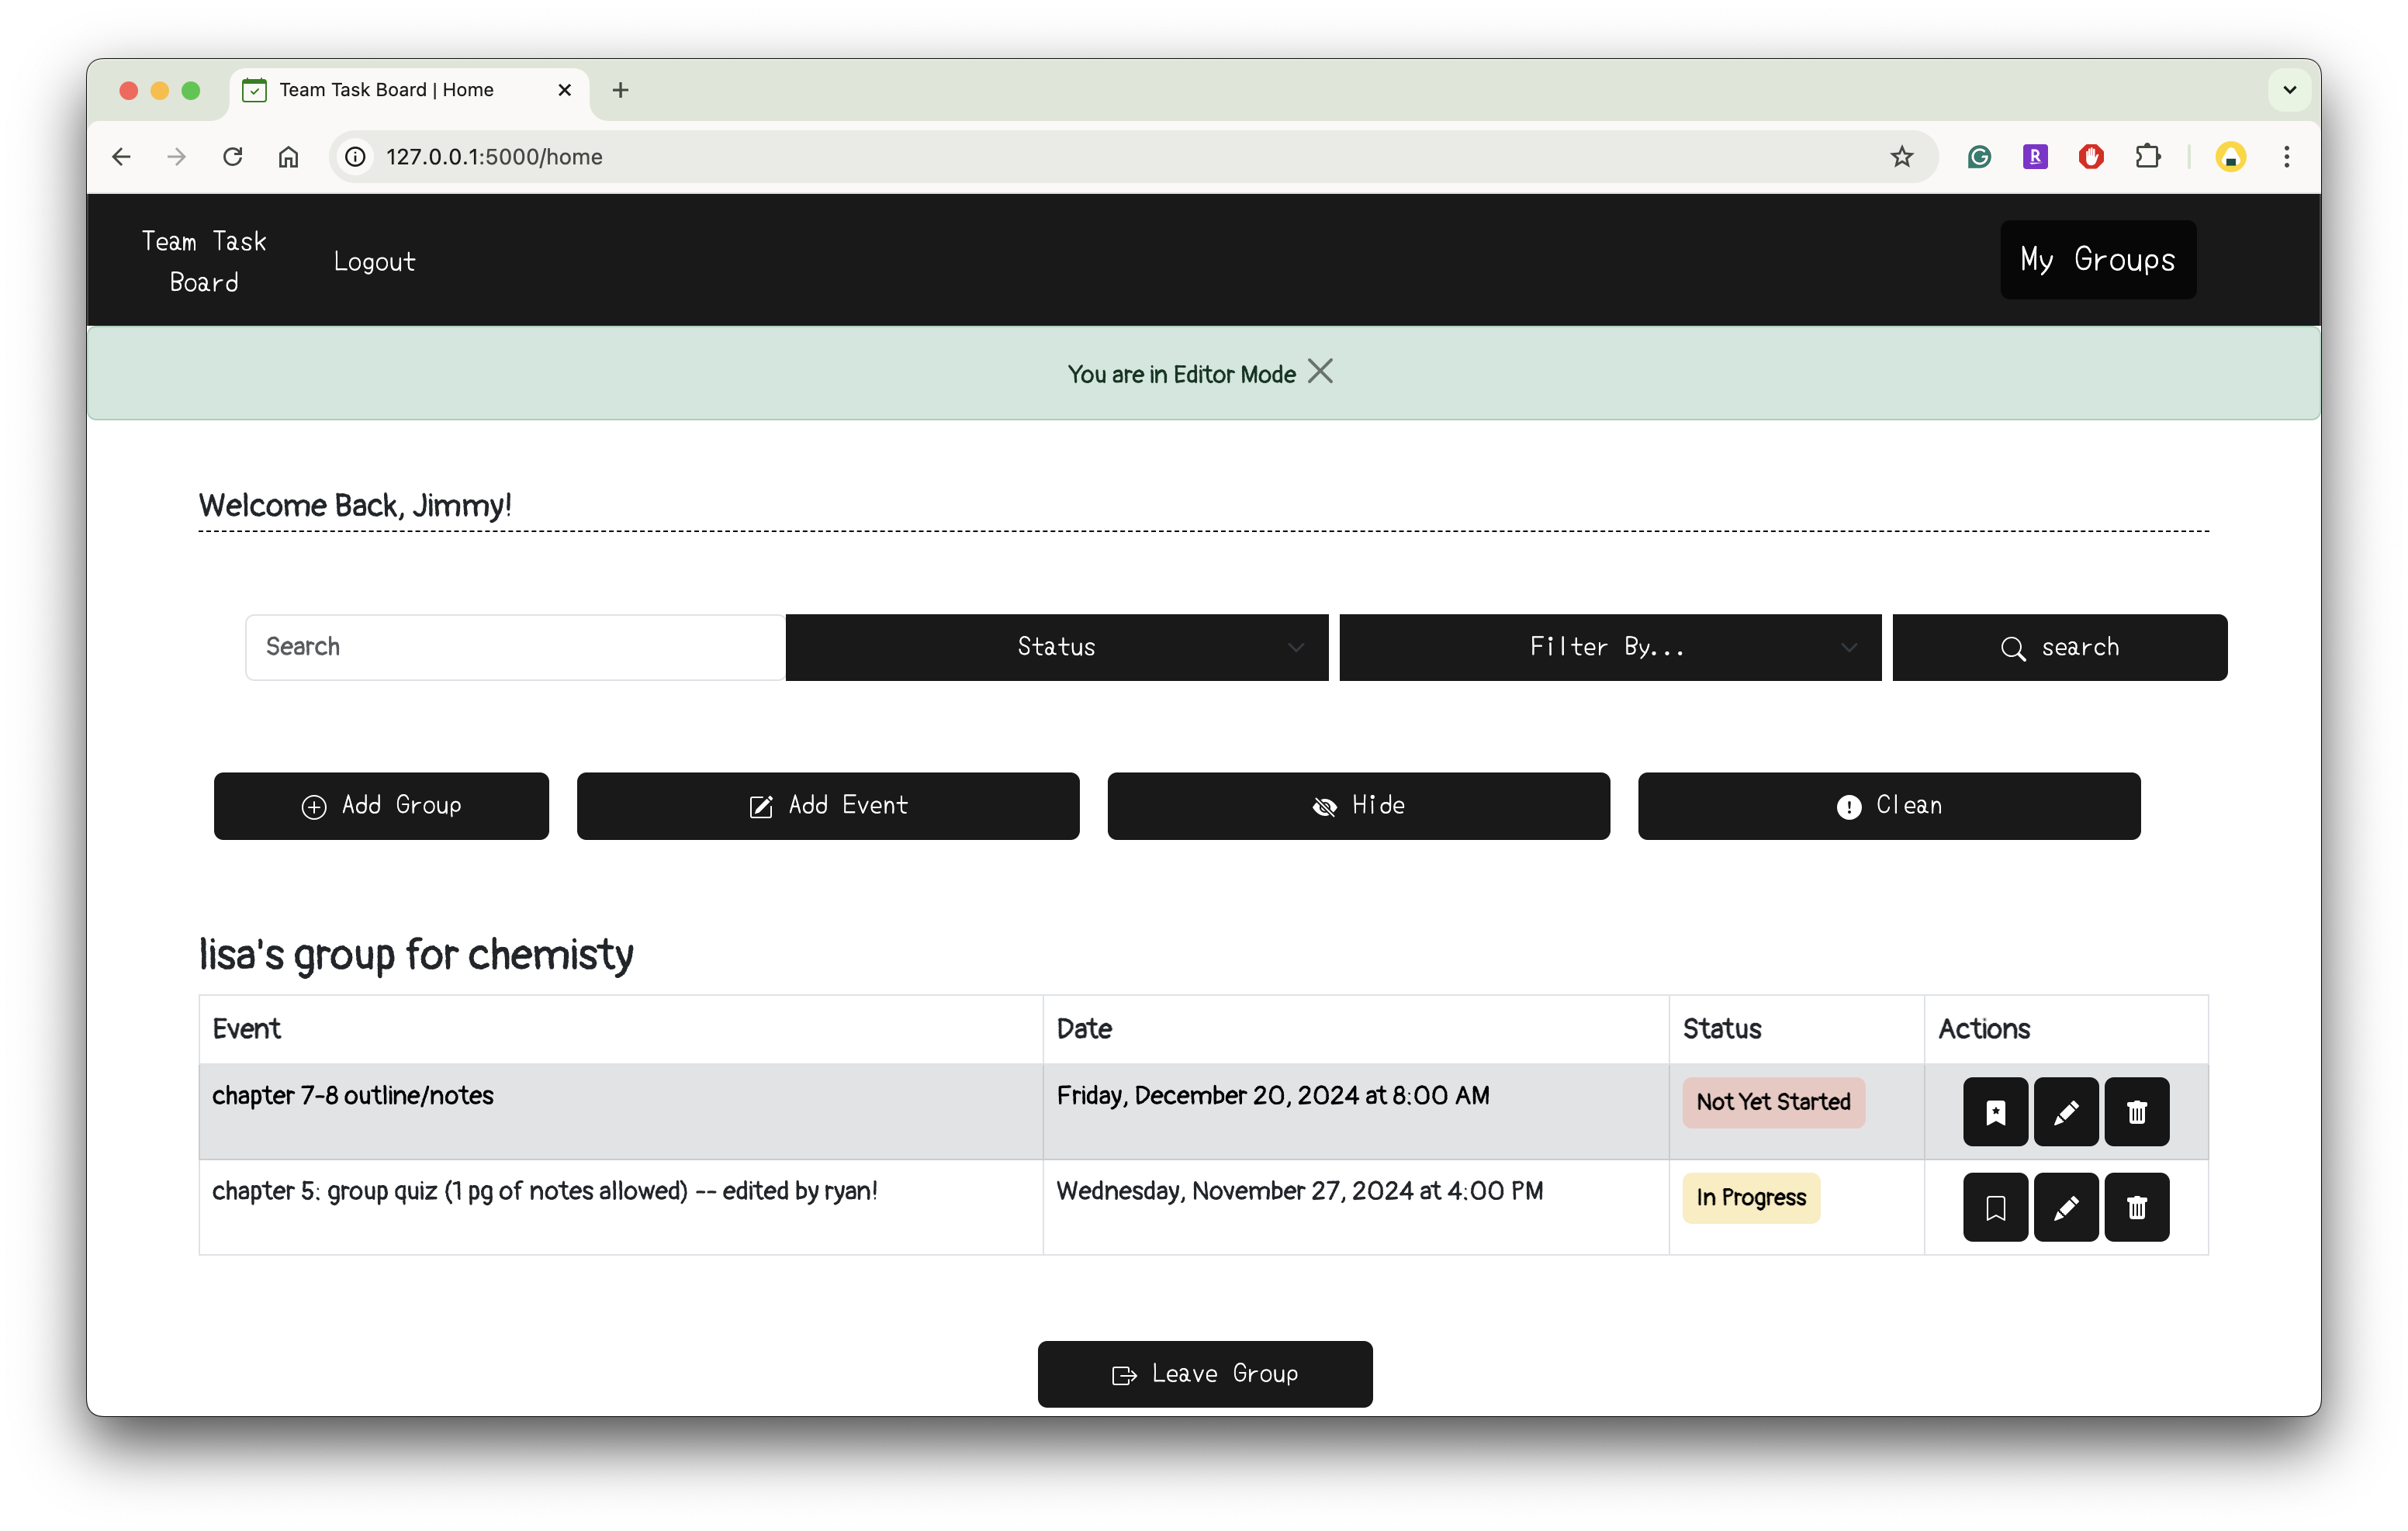 Team Task Board | Home
127.0.0.1:5000/home
Team Task
Board
Logout
My Groups
You are in Editor Mode
Welcome Back, Jimmy!
Search
Status
Filter By...
search
Add Group
Add Event
Hide
Clean
lisa's group for chemisty
Event Date Status Actions
chapter 7-8 outline/notes Friday, December 20, 2024 at 8:00 AM Not Yet Started
chapter 5: group quiz (1 pg of notes allowed) -- edited by ryan! Wednesday, November 27, 2024 at 4:00 PM In Progress
Leave Group